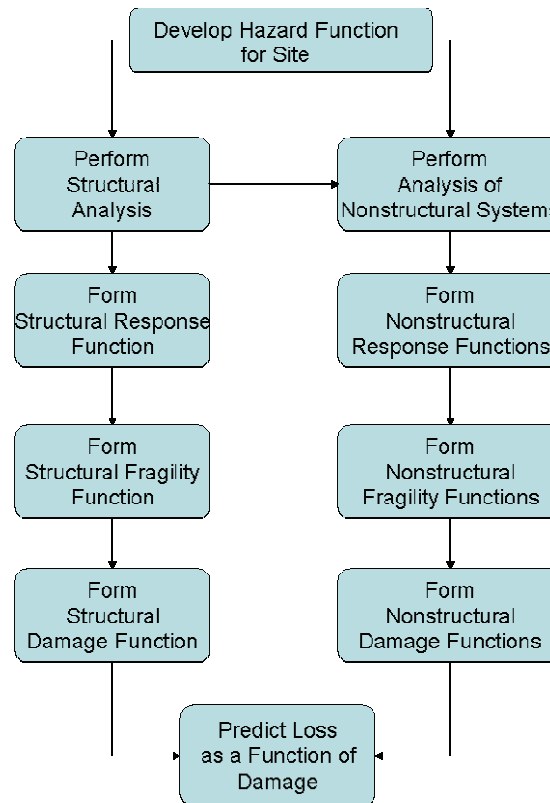 Develop Hazard Function
for Site
Perform
Structural
Analysis
Perform
Analysis of
Nonstructural Systems
Form
Structural Response
Function
Form
Nonstructural
Response Functions
Form
Structural Fragility
Function
Form
Nonstructural
Fragility Functions
Form
Structural
Damage Function
Form
Nonstructural
Damage Functions
Predict Loss
as a Function of
Damage